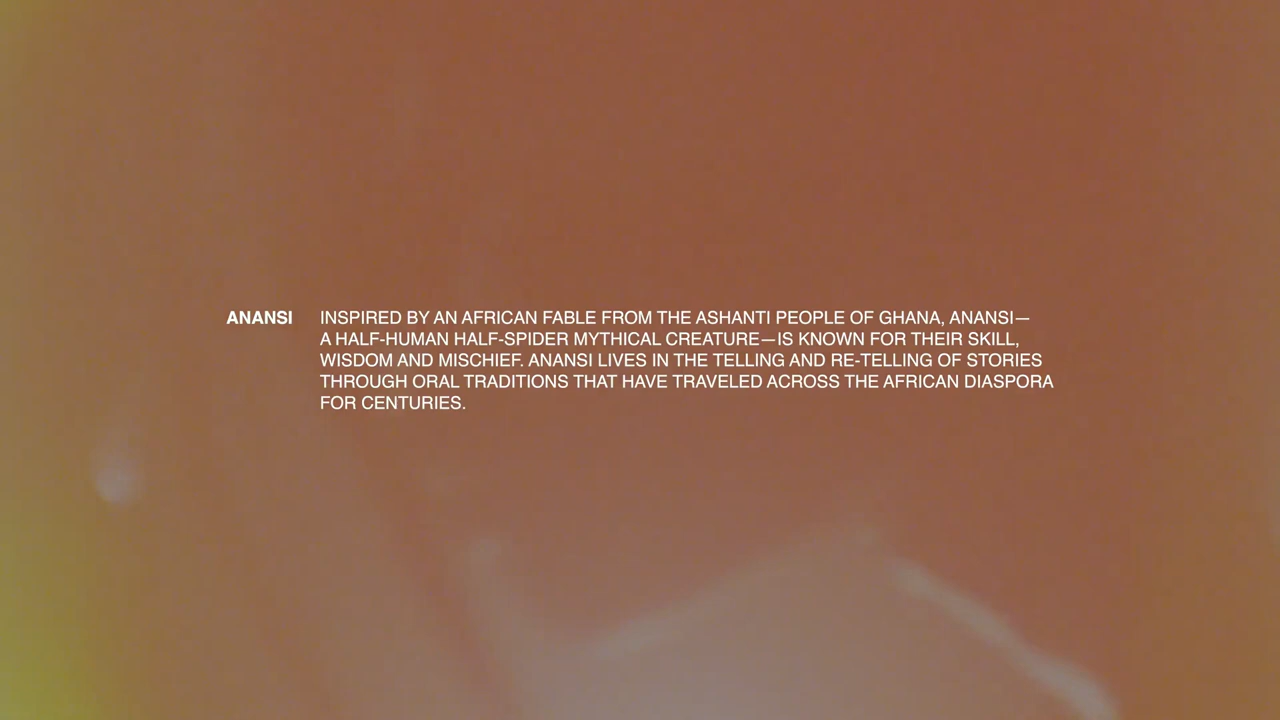 ANANSI INSPIRED BY AN AFRICAN FABLE FROM THE ASHANTI PEOPLE OF GHANA, ANANSI—
A HALF-HUMAN HALF-SPIDER MYTHICAL CREATURE—IS KNOWN FOR THEIR SKILL,
WISDOM AND MISCHIEF. ANANSI LIVES IN THE TELLING AND RE-TELLING OF STORIES
THROUGH ORAL TRADITIONS THAT HAVE TRAVELED ACROSS THE AFRICAN DIASPORA
FOR CENTURIES.